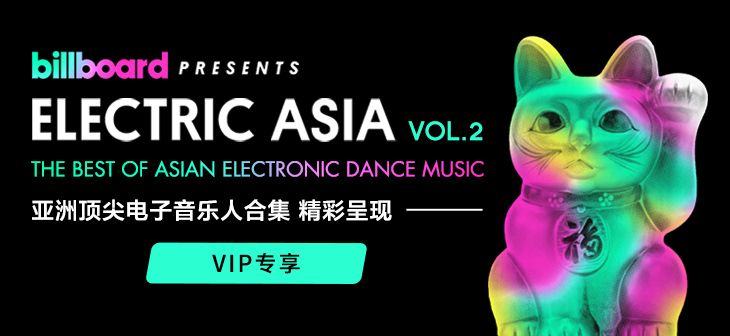 billboard PRESENTS
ELECTRIC ASIA VOL.2
THE BEST OF ASIAN ELECTRONIC DANCE MUSIC
亚洲顶尖电子音乐人合集 精彩呈现
VIP专享
福